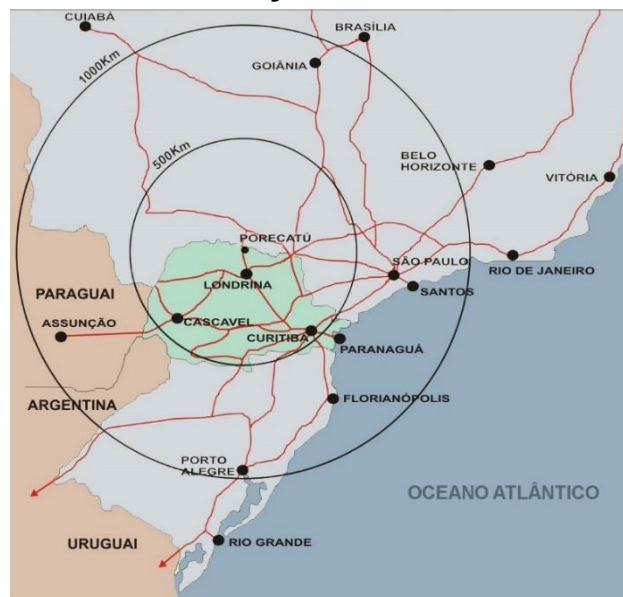 CUIABÁ
BRASÍLIA
GOIÂNIA
1000Km
500Km
BELO
HORIZONTE
VITÓRIA
PORECATÚ
SÃO PAULO
RIO DE JANEIRO
LONDRINA
SANTOS
PARAGUAI
ASSUNÇÃO
CASCAVEL
CURITIBA
PARANAGUÁ
ARGENTINA
FLORIANÓPOLIS
PORTO
ALEGRE
OCEANO ATLÂNTICO
URUGUAI
RIO GRANDE